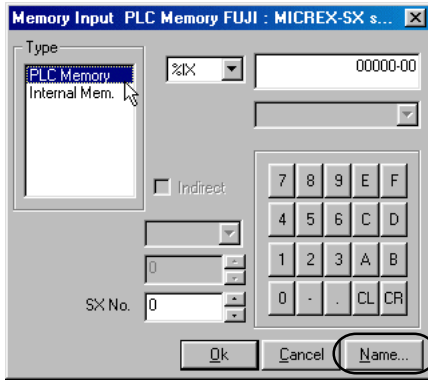 Memory Input PLC Memory FUJI : MICREX-SX s...
Type
PLC Memory
Internal Mem.
%IX
00000-00
Indirect
7 8 9 E F
4 5 6 C D
1 2 3 A B
0 - . CL CR
0
SX No. 0
Ok Cancel Name...